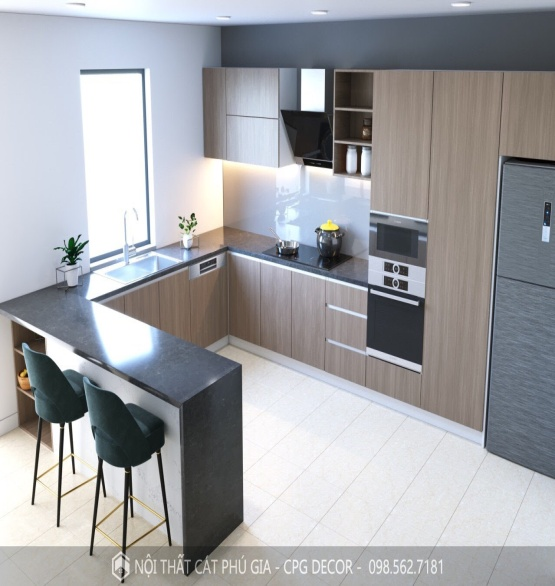 NỘI THẤT CÁT PHÚ GIA - CPG DECOR - 098.562.7181